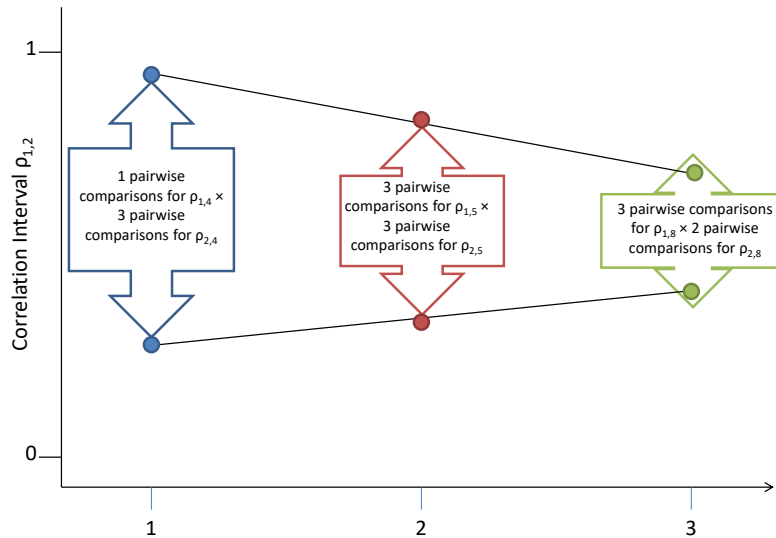 Correlation Interval ρ1,2
1
0
1 pairwise
comparisons for ρ1,4 ×
3 pairwise
comparisons for ρ2,4
3 pairwise
comparisons for ρ1,5 ×
3 pairwise
comparisons for ρ2,5
3 pairwise comparisons
for ρ1,8 × 2 pairwise
comparisons for ρ2,8
1
2
3